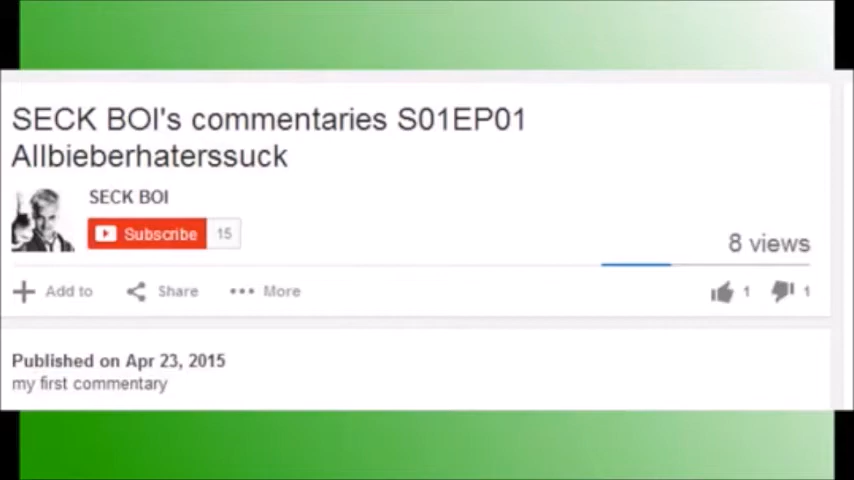 SECK BOI's commentaries S01EP01
Allbieberhaterssuck
SECK BOI
Subscribe 15
8 views
Add to Share More 1 1
Published on Apr 23, 2015
my first commentary